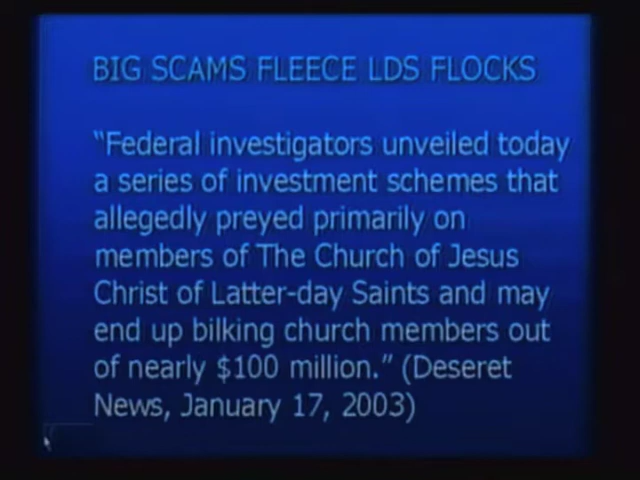 BIG SCAMS FLEECE LDS FLOCKS
“Federal investigators unveiled today
a series of investment schemes that
allegedly preyed primarily on
members of The Church of Jesus
Christ of Latter-day Saints and may
end up bilking church members out
of nearly $100 million.” (Deseret
News, January 17, 2003)